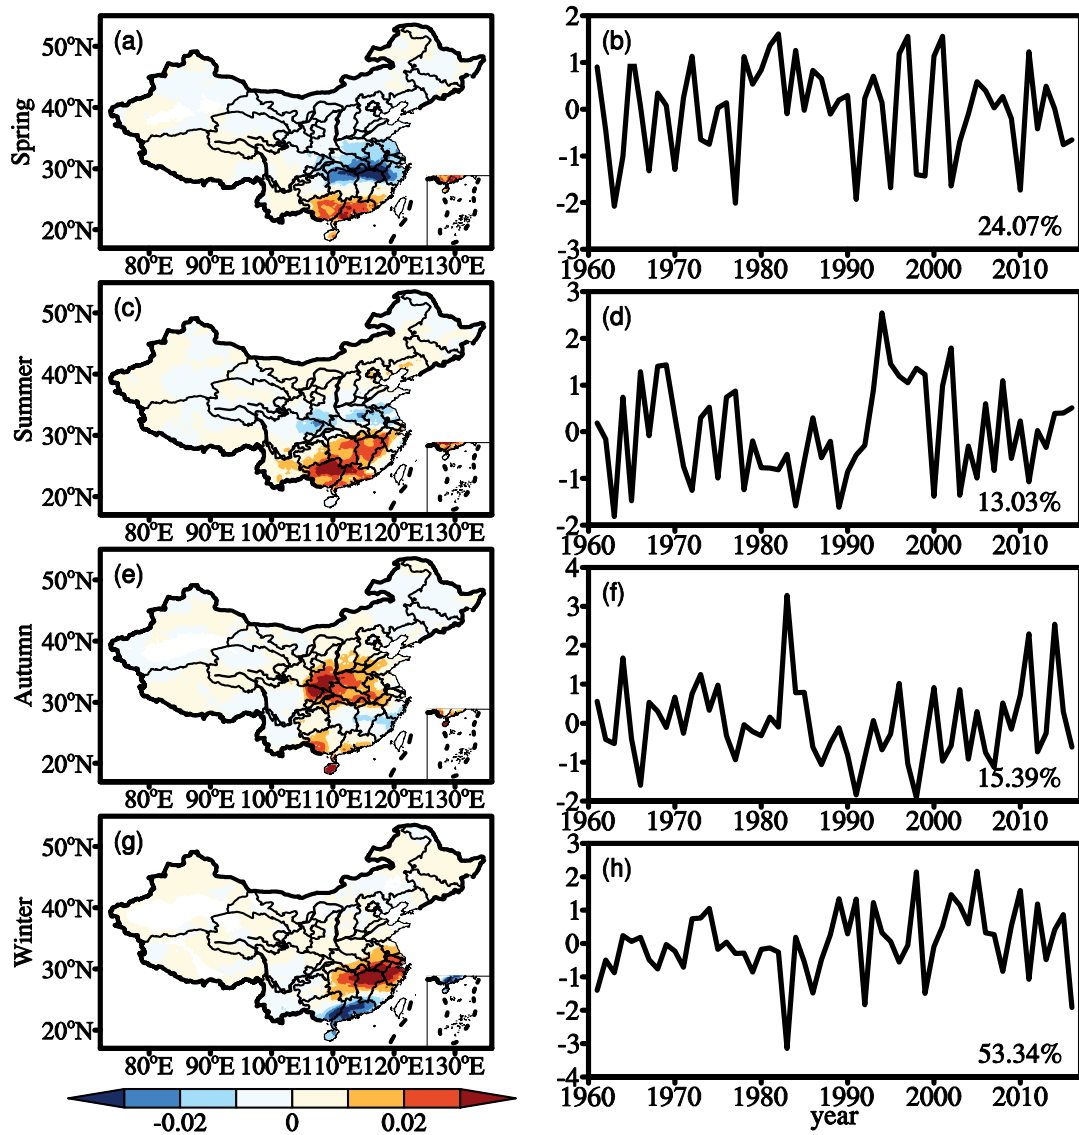 (a)
50°N
40°N
30°N
20°N
Spring
80°E 90°E 100°E 110°E 120°E 130°E
(b)
2
1
0
-1
-2
-3
24.07%
1960 1970 1980 1990 2000 2010
(c)
50°N
40°N
30°N
20°N
Summer
80°E 90°E 100°E 110°E 120°E 130°E
(d)
3
2
1
0
-1
-2
13.03%
1960 1970 1980 1990 2000 2010
(e)
50°N
40°N
30°N
20°N
Autumn
80°E 90°E 100°E 110°E 120°E 130°E
(f)
4
3
2
1
0
-1
-2
15.39%
1960 1970 1980 1990 2000 2010
(g)
50°N
40°N
30°N
20°N
Winter
80°E 90°E 100°E 110°E 120°E 130°E
(h)
3
2
1
0
-1
-2
-3
-4
53.34%
1960 1970 1980 1990 2000 2010
year
-0.02 0 0.02